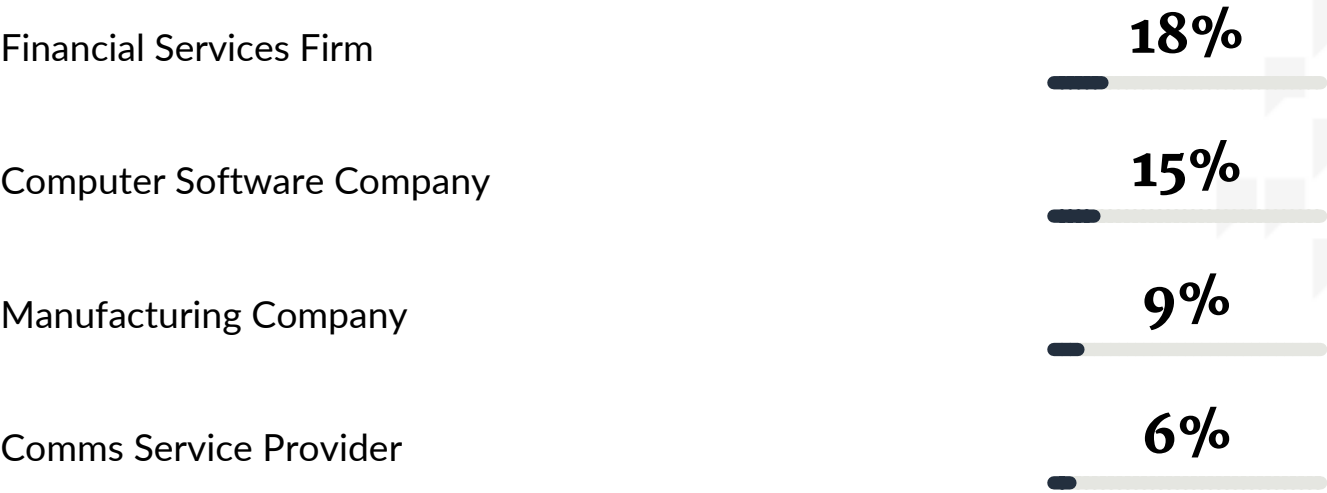 Financial Services Firm
18%
Computer Software Company
15%
Manufacturing Company
9%
Comms Service Provider
6%